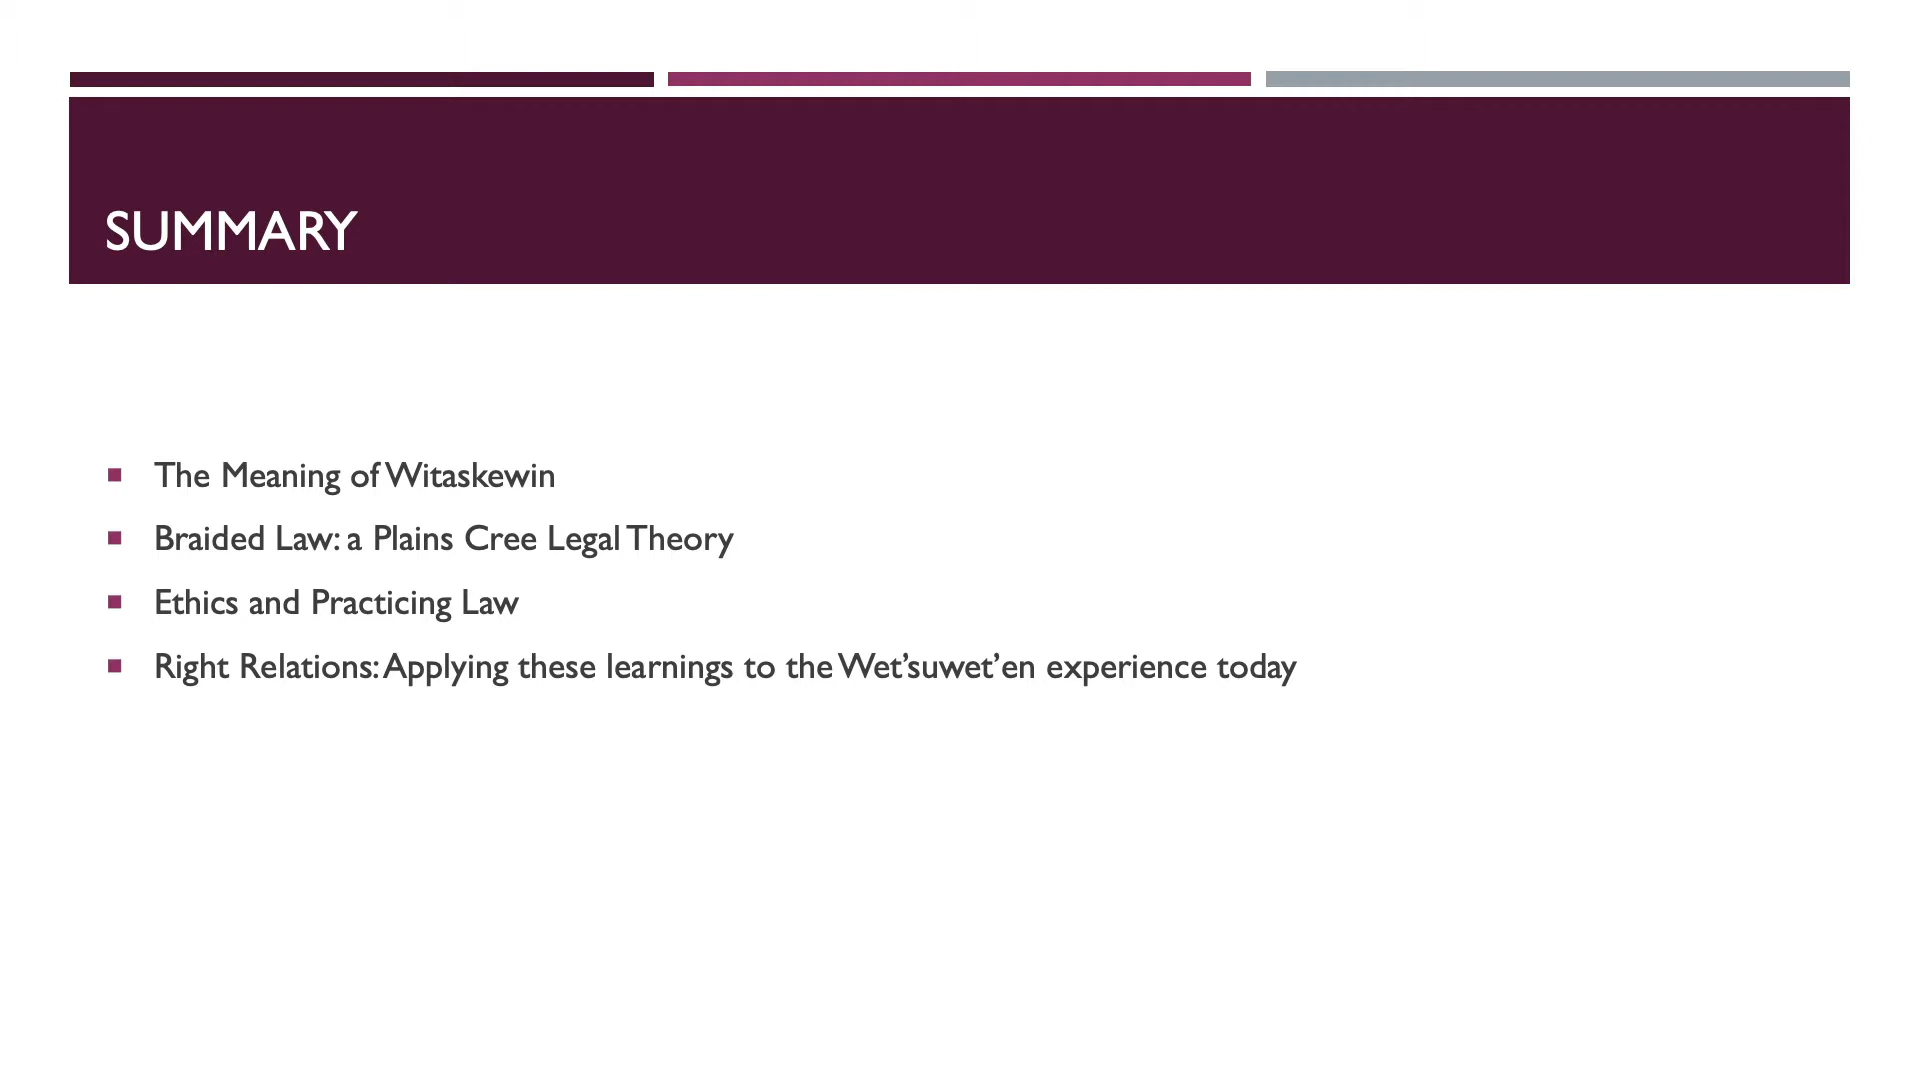 SUMMARY
The Meaning of Witaskewin
Braided Law: a Plains Cree Legal Theory
Ethics and Practicing Law
Right Relations: Applying these learnings to the Wet’suwet’en experience today